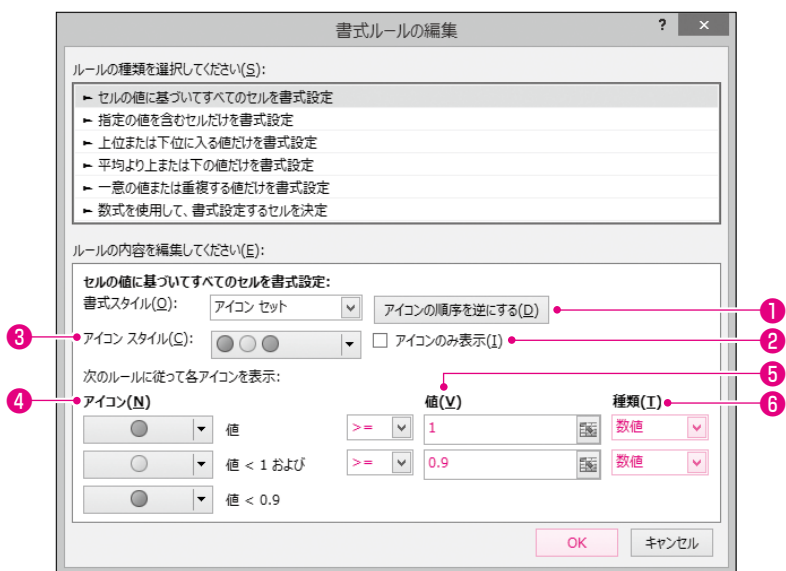 書式ルールの編集 ? ×
ルールの種類を選択してください(S):
► セルの値に基づいてすべてのセルを書式設定
► 指定の値を含むセルだけを書式設定
► 上位または下位に入る値だけを書式設定
► 平均より上または下の値だけを書式設定
► 一意の値または重複する値だけを書式設定
► 数式を使用して、書式設定するセルを決定
ルールの内容を編集してください(E):
セルの値に基づいてすべてのセルを書式設定:
書式スタイル(O): アイコン セット アイコンの順序を逆にする(D) ❶
❸ アイコン スタイル(C): アイコンのみ表示(I) ❷
次のルールに従って各アイコンを表示: ❺
❹ アイコン(N) 値(V) 種類(T) ❻
値 >= 1 数値
値 < 1 および >= 0.9 数値
値 < 0.9
OK キャンセル